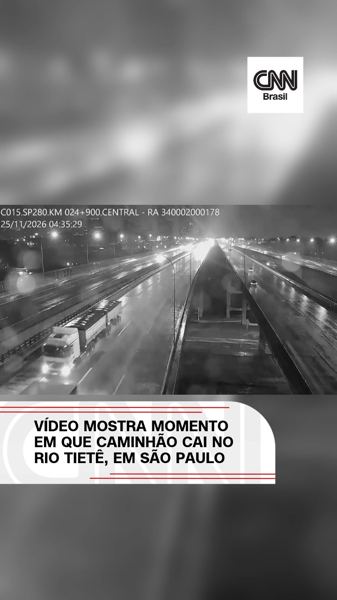 CNN
Brasil
C015.SP280.KM 024+900.CENTRAL - RA 340002000178
25/11/2026 04:35:29
VÍDEO MOSTRA MOMENTO
EM QUE CAMINHÃO CAI NO
RIO TIETÊ, EM SÃO PAULO